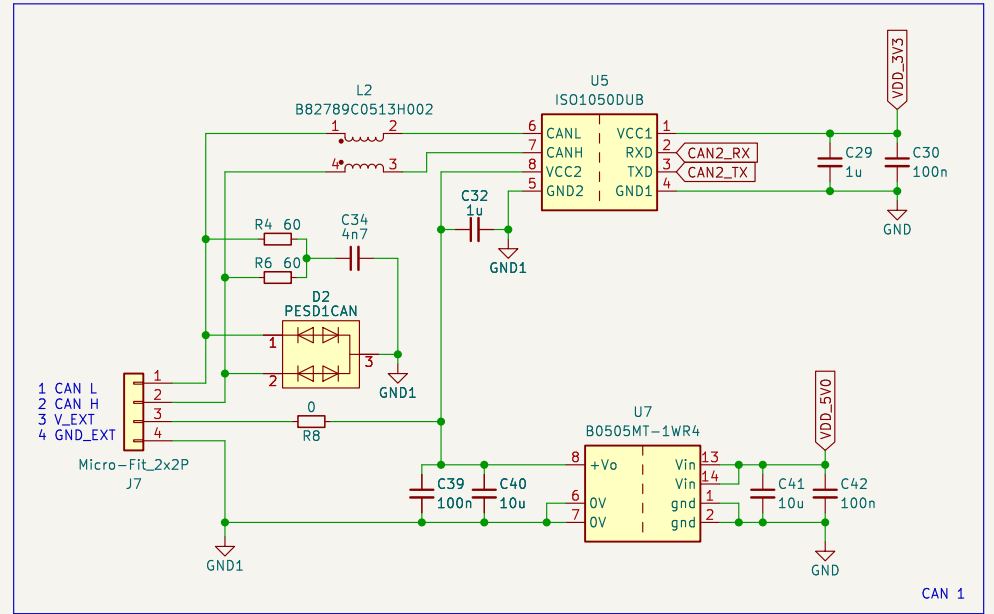 VDD_3V3
U5
ISO1050DUB
L2
B82789C0513H002
1 2
4 3
6 CANL VCC1 1
7 CANH RXD 2 CAN2_RX
8 VCC2 TXD 3 CAN2_TX
5 GND2 GND1 4
C29
1u
C30
100n
GND
C32
1u
GND1
R4 60
C34
4n7
R6 60
D2
PESD1CAN
1
2
3
GND1
1 CAN L
2 CAN H
3 V_EXT
4 GND_EXT
1
2
3
4
Micro-Fit_2x2P
J7
0
R8
GND1
VDD_5V0
U7
B0505MT-1WR4
8 +Vo Vin 13
Vin 14
6 0V gnd 1
7 0V gnd 2
C39
100n
C40
10u
C41
10u
C42
100n
GND
CAN 1